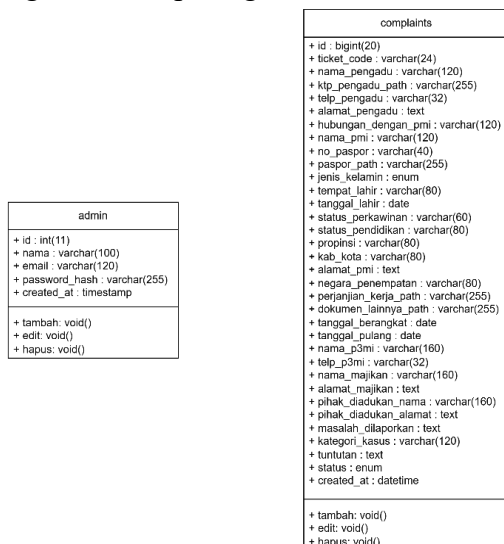 admin
+ id : int(11)
+ nama : varchar(100)
+ email : varchar(120)
+ password_hash : varchar(255)
+ created_at : timestamp
+ tambah: void()
+ edit: void()
+ hapus: void()
complaints
+ id : bigint(20)
+ ticket_code : varchar(24)
+ nama_pengadu : varchar(120)
+ ktp_pengadu_path : varchar(255)
+ telp_pengadu : varchar(32)
+ alamat_pengadu : text
+ hubungan_dengan_pmi : varchar(120)
+ nama_pmi : varchar(120)
+ no_paspor : varchar(40)
+ paspor_path : varchar(255)
+ jenis_kelamin : enum
+ tempat_lahir : varchar(80)
+ tanggal_lahir : date
+ status_perkawinan : varchar(60)
+ status_pendidikan : varchar(80)
+ propinsi : varchar(80)
+ kab_kota : varchar(80)
+ alamat_pmi : text
+ negara_penempatan : varchar(80)
+ perjanjian_kerja_path : varchar(255)
+ dokumen_lainnya_path : varchar(255)
+ tanggal_berangkat : date
+ tanggal_pulang : date
+ nama_p3mi : varchar(160)
+ telp_p3mi : varchar(32)
+ nama_majikan : varchar(160)
+ alamat_majikan : text
+ pihak_diadukan_nama : varchar(160)
+ pihak_diadukan_alamat : text
+ masalah_dilaporkan : text
+ kategori_kasus : varchar(120)
+ tuntutan : text
+ status : enum
+ created_at : datetime
+ tambah: void()
+ edit: void()
+ hapus: void()